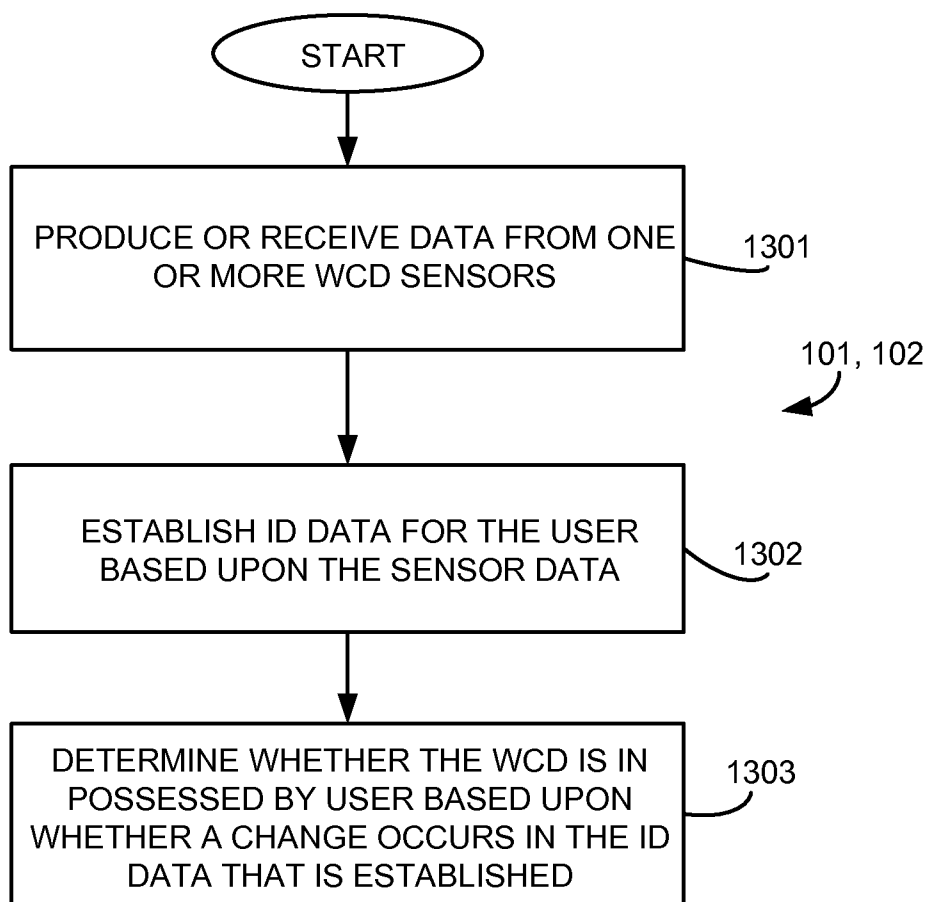 START
PRODUCE OR RECEIVE DATA FROM ONE
OR MORE WCD SENSORS
1301
101, 102
ESTABLISH ID DATA FOR THE USER
BASED UPON THE SENSOR DATA
1302
DETERMINE WHETHER THE WCD IS IN
POSSESSED BY USER BASED UPON
WHETHER A CHANGE OCCURS IN THE ID
DATA THAT IS ESTABLISHED
1303